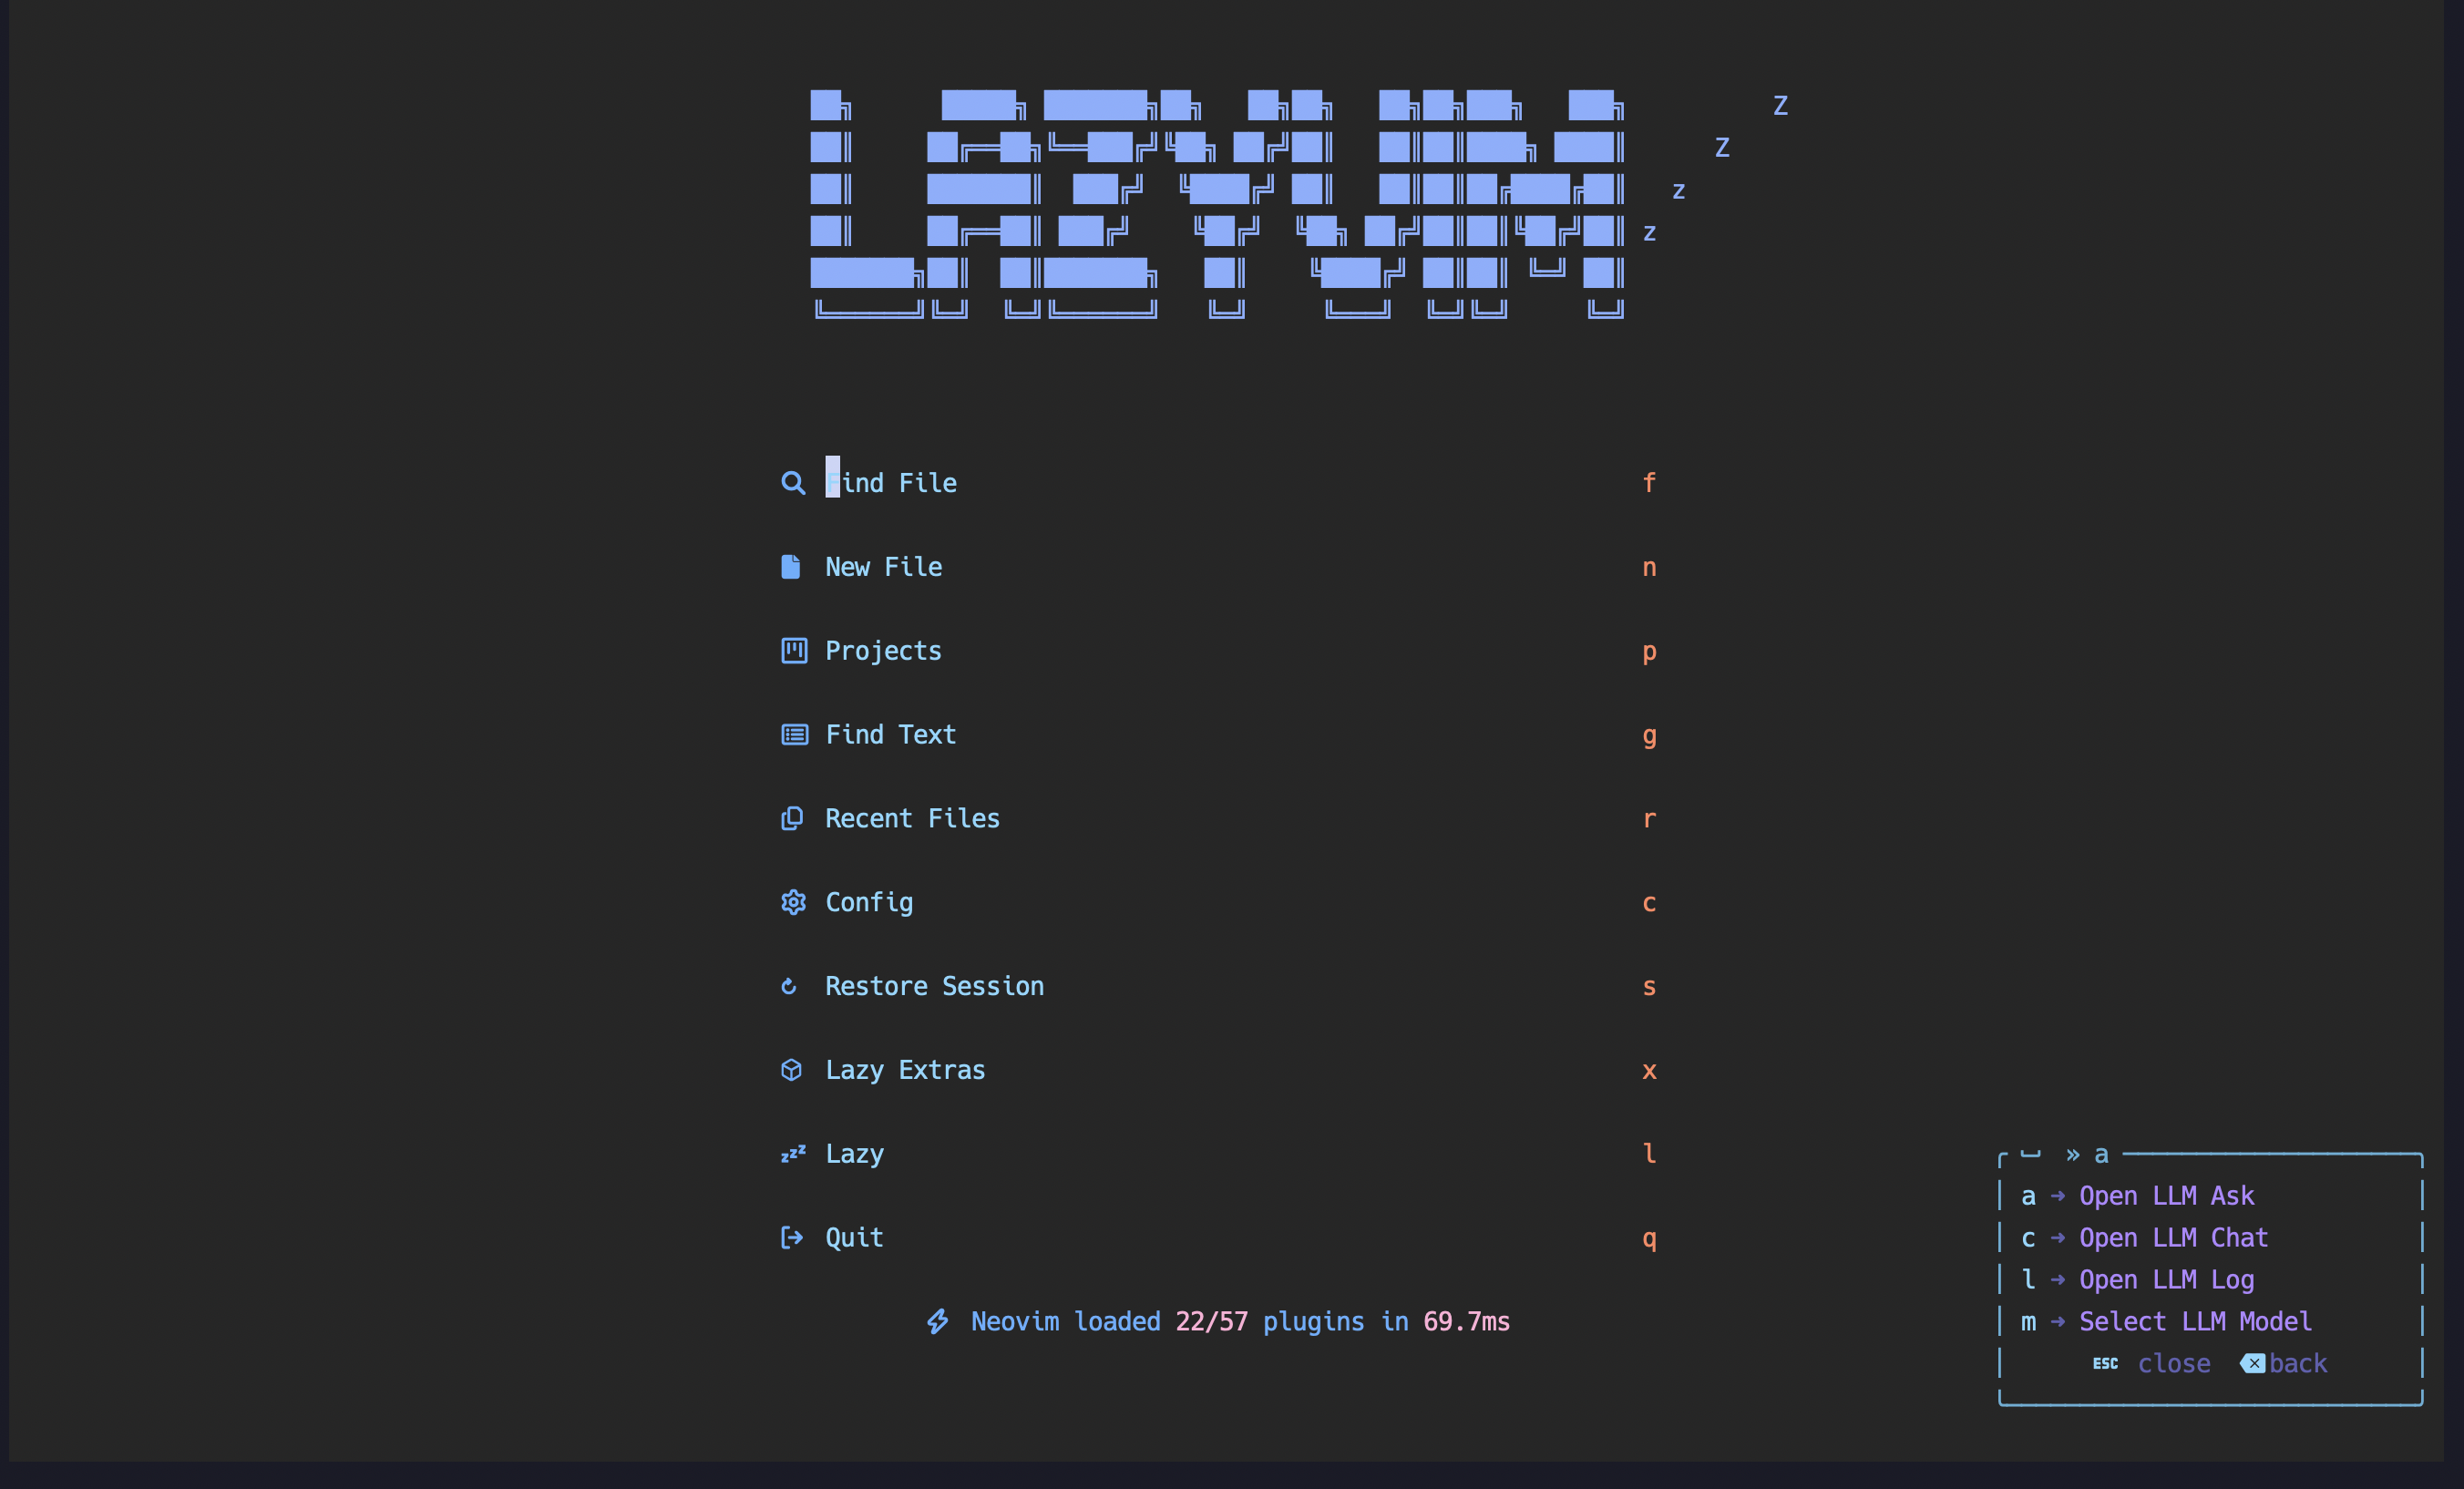 LAZYVIM
Z
Z
z
z
Find File f
New File n
Projects p
Find Text g
Recent Files r
Config c
Restore Session s
Lazy Extras x
Lazy l
Quit q
Neovim loaded 22/57 plugins in 69.7ms
» a
a ➜ Open LLM Ask
c ➜ Open LLM Chat
l ➜ Open LLM Log
m ➜ Select LLM Model
ESC close back